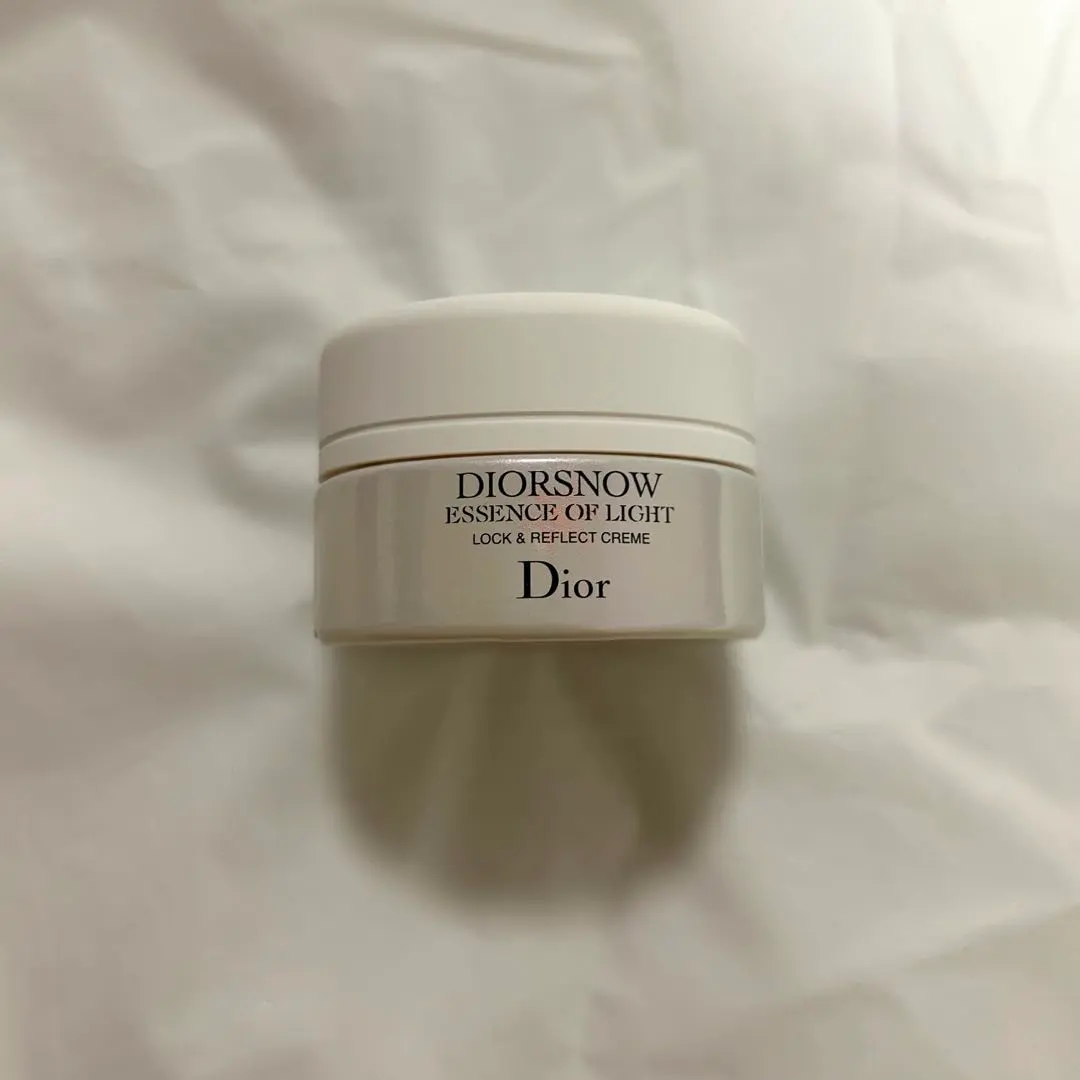 DIORSNOW
ESSENCE OF LIGHT
LOCK & REFLECT CREME
Dior